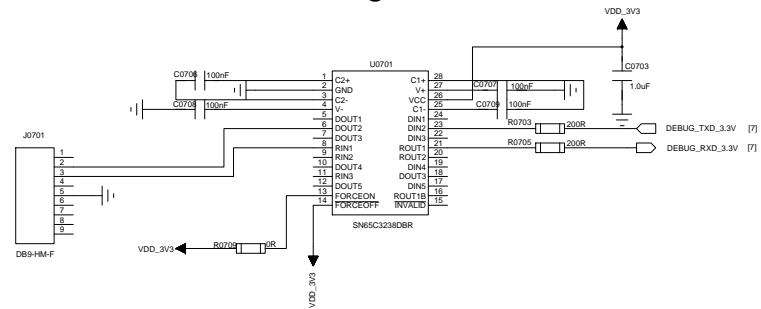 VDD_3V3
U0701
C0706 100nF
C0708 100nF
C0703
1.0uF
C0707 100nF
C0709 100nF
1 C2+ C1+ 28
2 GND V+ 27
3 C2- VCC 26
4 V- C1- 25
5 DOUT1 DIN1 24
6 DOUT2 DIN2 23
7 DOUT3 DIN3 22
8 RIN1 ROUT1 21
9 RIN2 ROUT2 20
10 DOUT4 DIN4 19
11 RIN3 DOUT3 18
12 DOUT5 DIN5 17
13 FORCEON ROUT1B 16
14 FORCEOFF INVALID 15
SN65C3238DBR
R0703 200R DEBUG_TXD_3.3V [7]
R0705 200R DEBUG_RXD_3.3V [7]
J0701
1
2
3
4
5
6
7
8
9
DB9-HM-F
VDD_3V3 R0709 0R
VDD_3V3